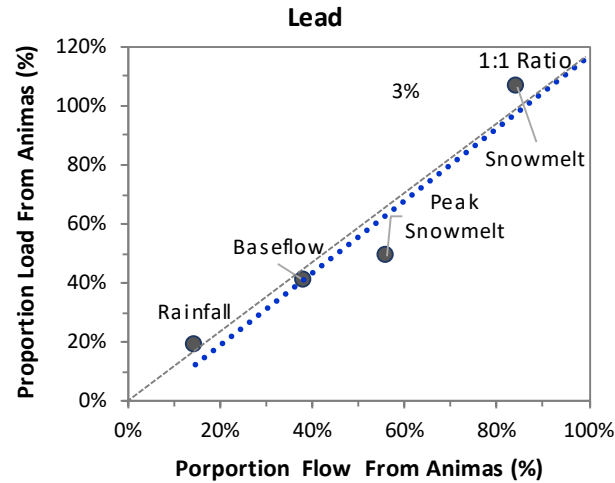 Lead
120%
100%
80%
60%
40%
20%
0%
Proportion Load From Animas (%)
1:1 Ratio
3%
Snowmelt
Peak
Snowmelt
Baseflow
Rainfall
0% 20% 40% 60% 80% 100%
Porportion Flow From Animas (%)